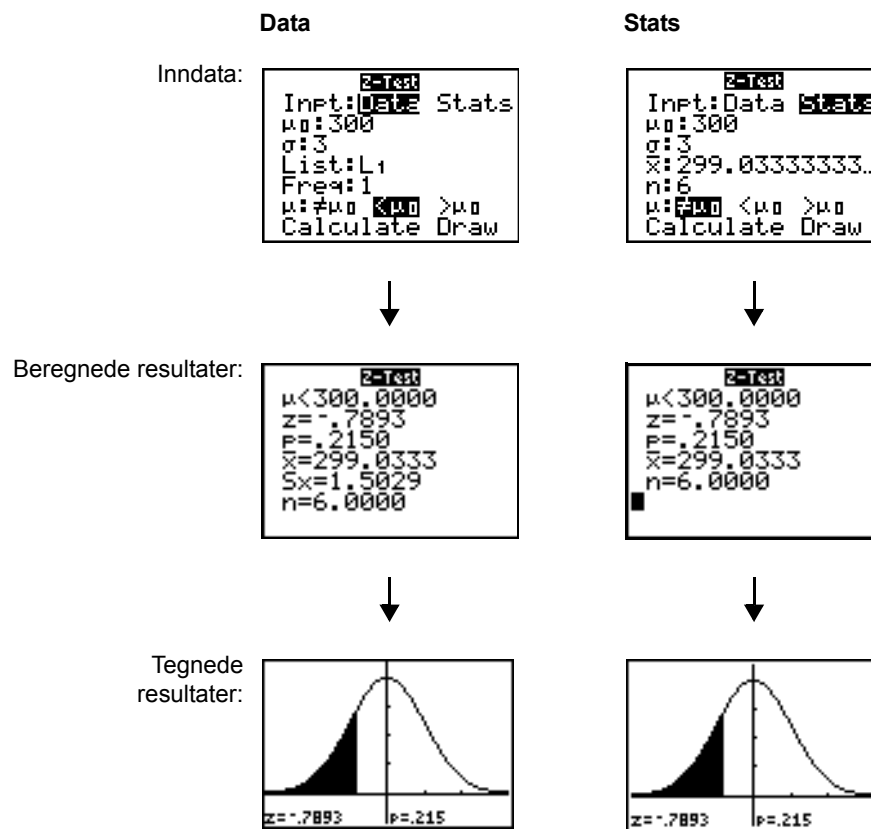 Data
Stats
Inndata:
Z-Test
Inpt:Data Stats
μ0:300
σ:3
List:L1
Freq:1
μ:≠μ0 <μ0 >μ0
Calculate Draw
Z-Test
Inpt:Data Stats
μ0:300
σ:3
x̄:299.03333333…
n:6
μ:≠μ0 <μ0 >μ0
Calculate Draw
Beregnede resultater:
Z-Test
μ<300.0000
z=-.7893
p=.2150
x̄=299.0333
Sx=1.5029
n=6.0000
Z-Test
μ<300.0000
z=-.7893
p=.2150
x̄=299.0333
n=6.0000
Tegnede
resultater:
z=-.7893 p=.215
z=-.7893 p=.215